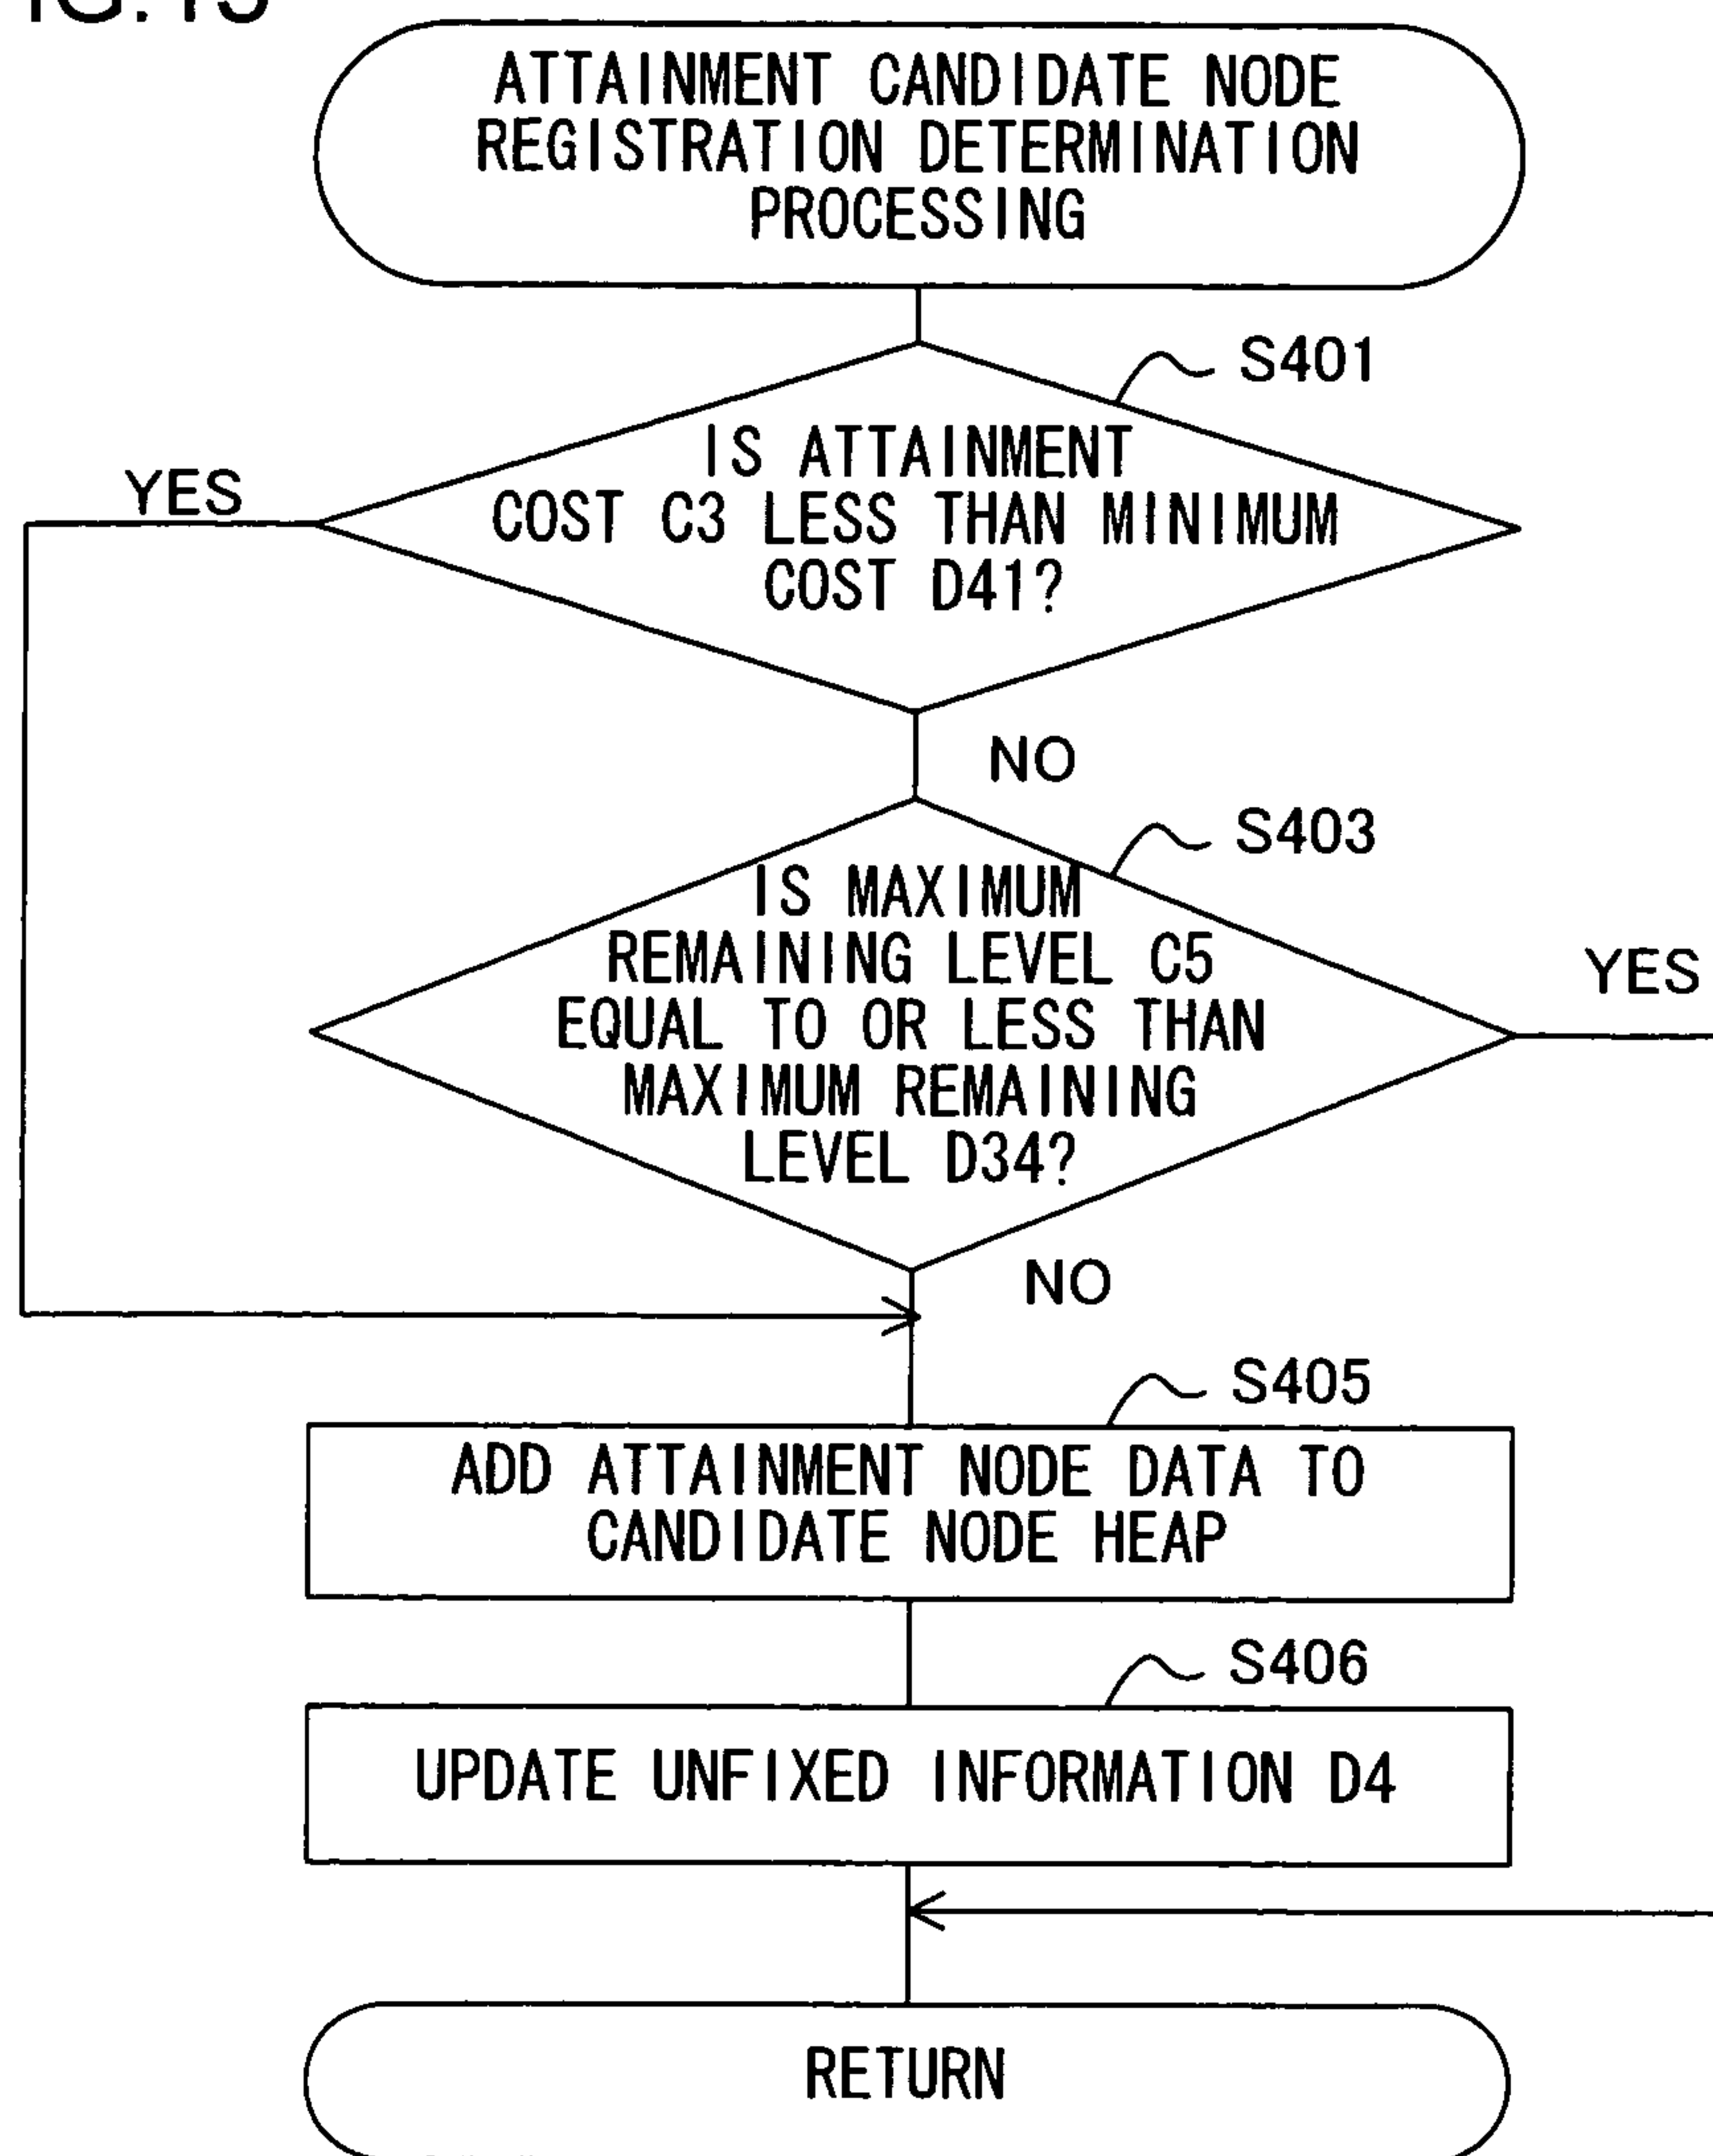 ATTAINMENT CANDIDATE NODE
REGISTRATION DETERMINATION
PROCESSING
S401
IS ATTAINMENT
COST C3 LESS THAN MINIMUM
COST D41?
YES
NO
S403
IS MAXIMUM
REMAINING LEVEL C5
EQUAL TO OR LESS THAN
MAXIMUM REMAINING
LEVEL D34?
YES
NO
S405
ADD ATTAINMENT NODE DATA TO
CANDIDATE NODE HEAP
S406
UPDATE UNFIXED INFORMATION D4
RETURN